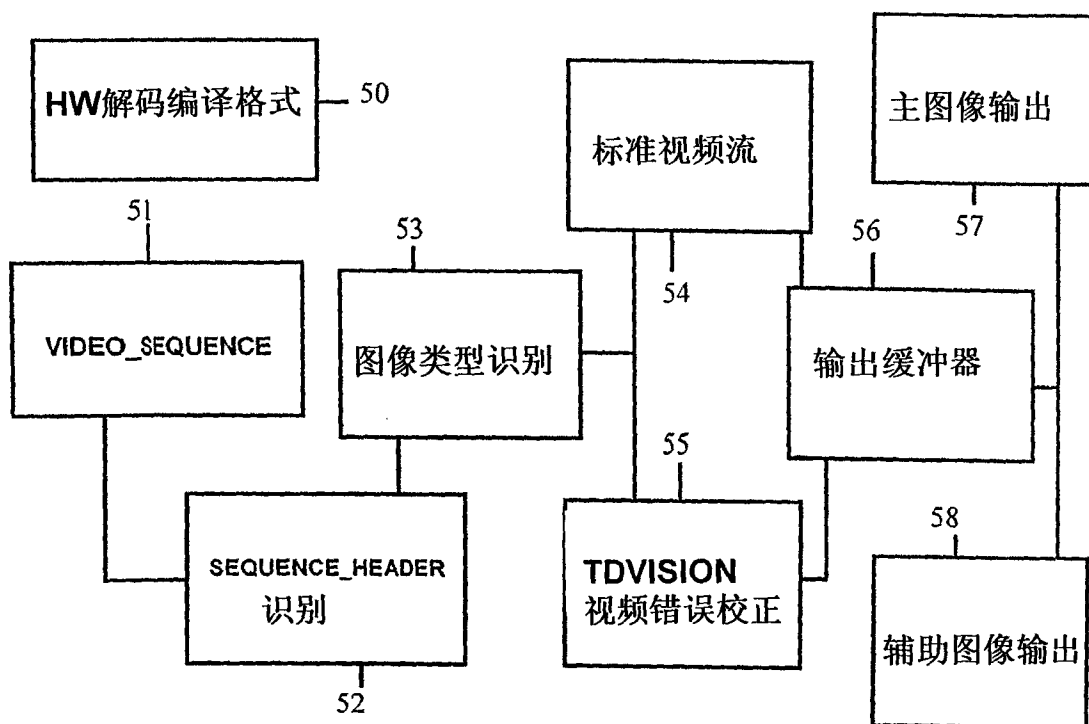 HW解码编译格式
50
51
VIDEO_SEQUENCE
SEQUENCE_HEADER
识别
52
53
图像类型识别
标准视频流
54
55
TDVISION
视频错误校正
56
输出缓冲器
主图像输出
57
58
辅助图像输出